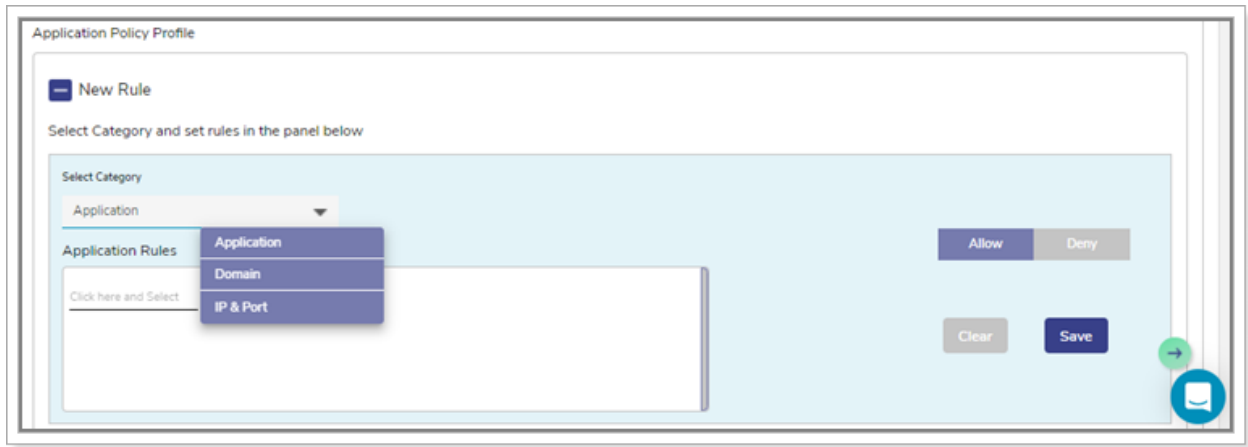 Application Policy Profile
New Rule
Select Category and set rules in the panel below
Select Category
Application
Application
Domain
IP & Port
Application Rules
Click here and Select
Allow
Deny
Clear
Save